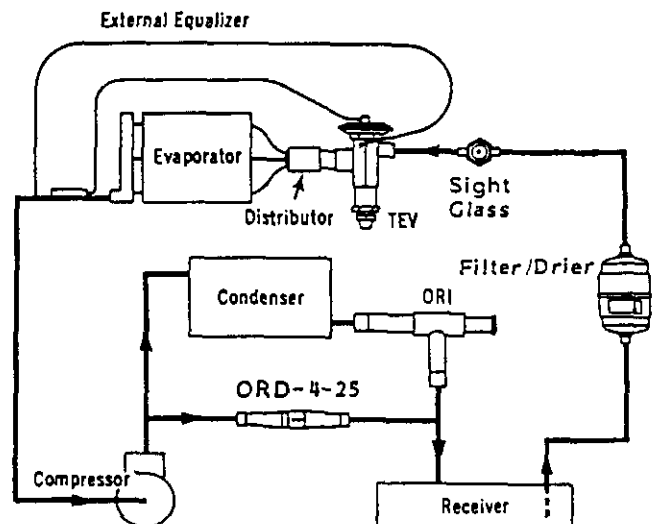 External Equalizer
Evaporator
Distributor
TEV
Sight
Glass
Filter/Drier
Condenser
ORI
ORD-4-25
Compressor
Receiver